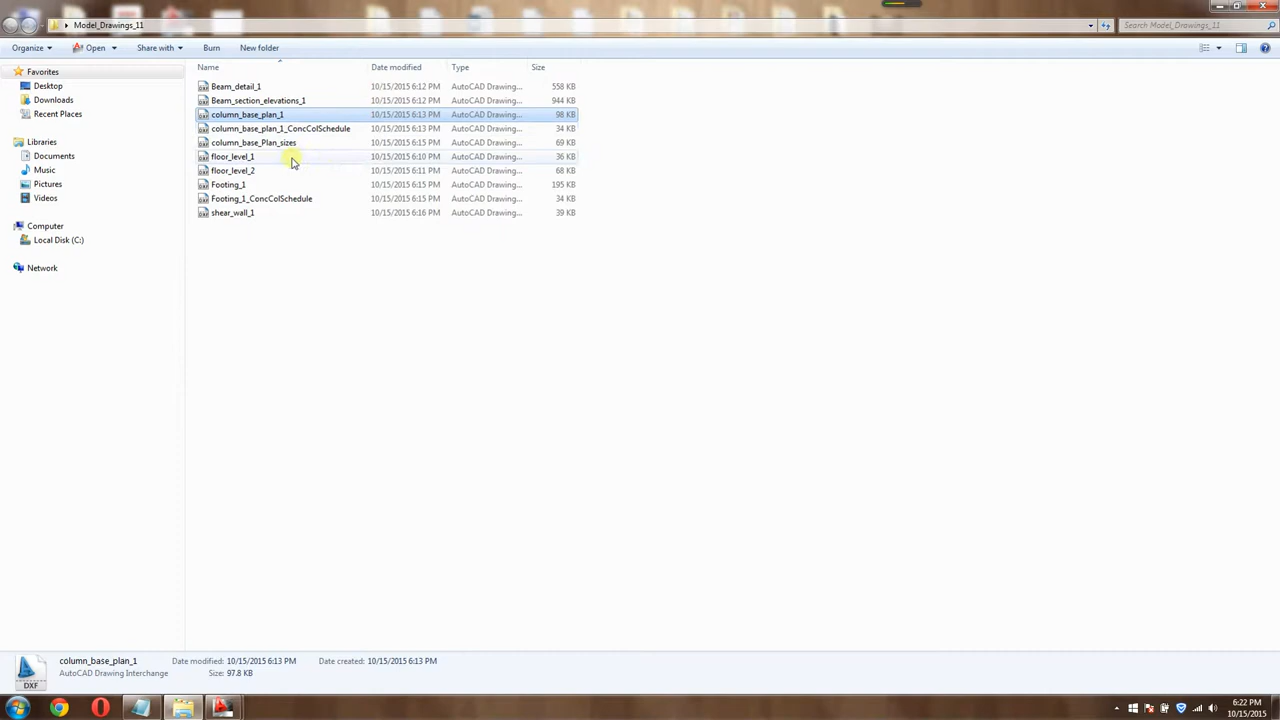 Model_Drawings_11
Search Model_Drawings_11
Organize Open Share with Burn New folder
Favorites
Desktop
Downloads
Recent Places
Libraries
Documents
Music
Pictures
Videos
Computer
Local Disk (C:)
Network
Name Date modified Type Size
Beam_detail_1 10/15/2015 6:12 PM AutoCAD Drawing... 558 KB
Beam_section_elevations_1 10/15/2015 6:12 PM AutoCAD Drawing... 944 KB
column_base_plan_1 10/15/2015 6:13 PM AutoCAD Drawing... 98 KB
column_base_plan_1_ConcColSchedule 10/15/2015 6:13 PM AutoCAD Drawing... 34 KB
column_base_Plan_sizes 10/15/2015 6:15 PM AutoCAD Drawing... 69 KB
floor_level_1 10/15/2015 6:10 PM AutoCAD Drawing... 36 KB
floor_level_2 10/15/2015 6:11 PM AutoCAD Drawing... 68 KB
Footing_1 10/15/2015 6:15 PM AutoCAD Drawing... 195 KB
Footing_1_ConcColSchedule 10/15/2015 6:15 PM AutoCAD Drawing... 34 KB
shear_wall_1 10/15/2015 6:16 PM AutoCAD Drawing... 39 KB
column_base_plan_1 Date modified: 10/15/2015 6:13 PM Date created: 10/15/2015 6:13 PM
AutoCAD Drawing Interchange Size: 97.8 KB
DXF
6:22 PM
10/15/2015